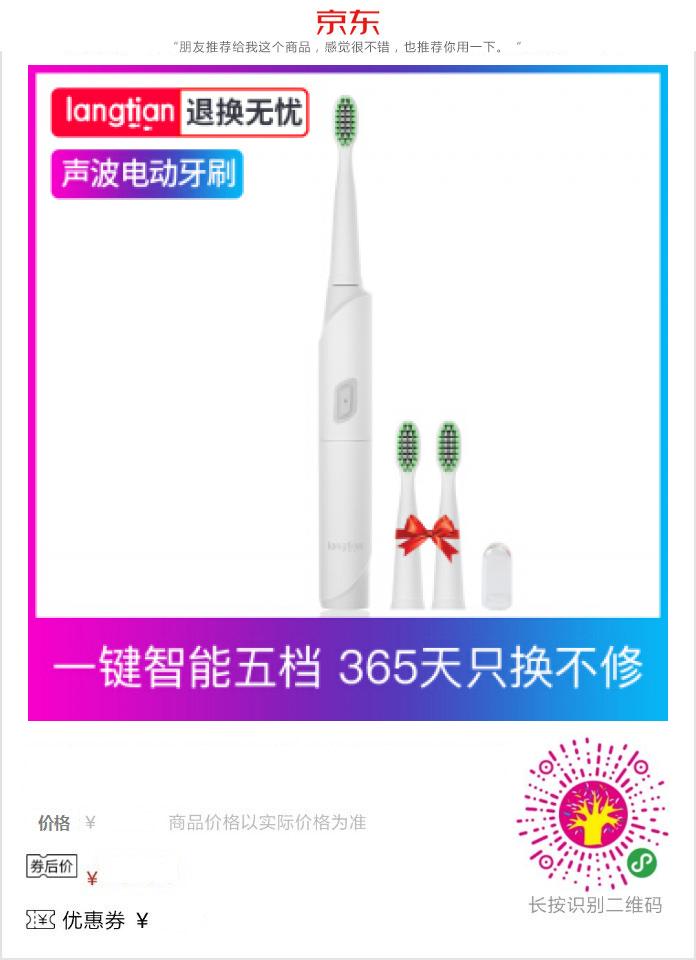 京东
“朋友推荐给我这个商品，感觉很不错，也推荐你用一下。“
langtian 退换无忧
声波电动牙刷
langtian
一键智能五档 365天只换不修
价格 ¥ 商品价格以实际价格为准
券后价 ¥
¥ 优惠券 ¥
长按识别二维码